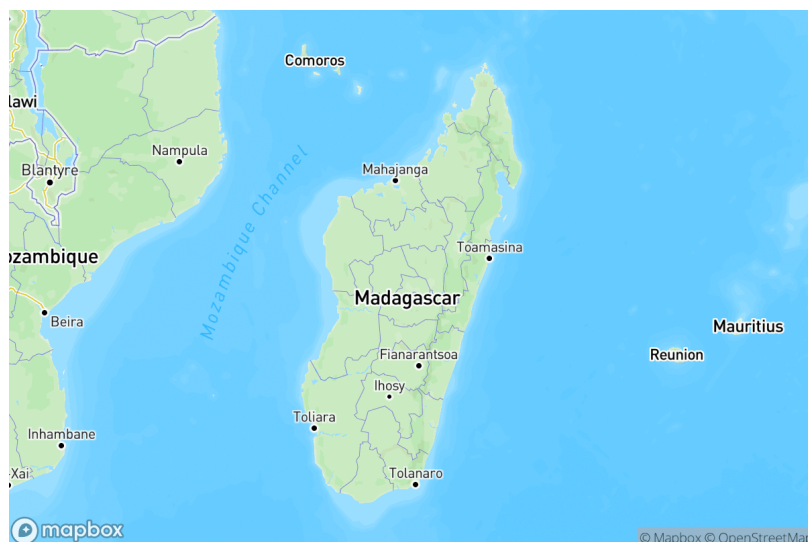 Comoros
lawi
Nampula
Blantyre
Mahajanga
Mozambique Channel
Toamasina
ozambique
Madagascar
Beira
Mauritius
Fianarantsoa
Reunion
Ihosy
Toliara
Inhambane
-Xai
Tolanaro
mapbox
© Mapbox © OpenStreetMap